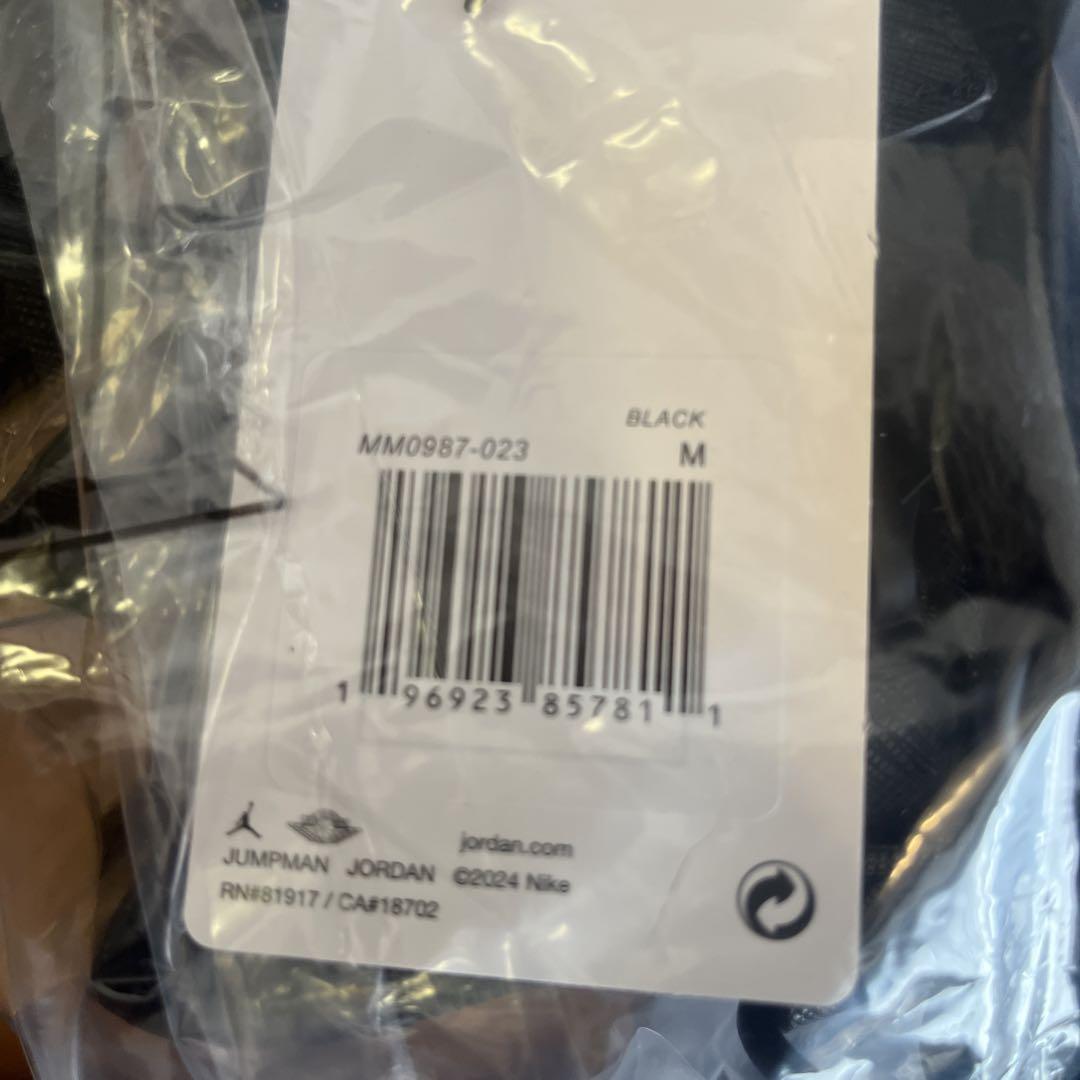 BLACK
MM0987-023 M
1 96923 85781 1
jordan.com
JUMPMAN JORDAN ©2024 Nike
RN#81917 / CA#18702